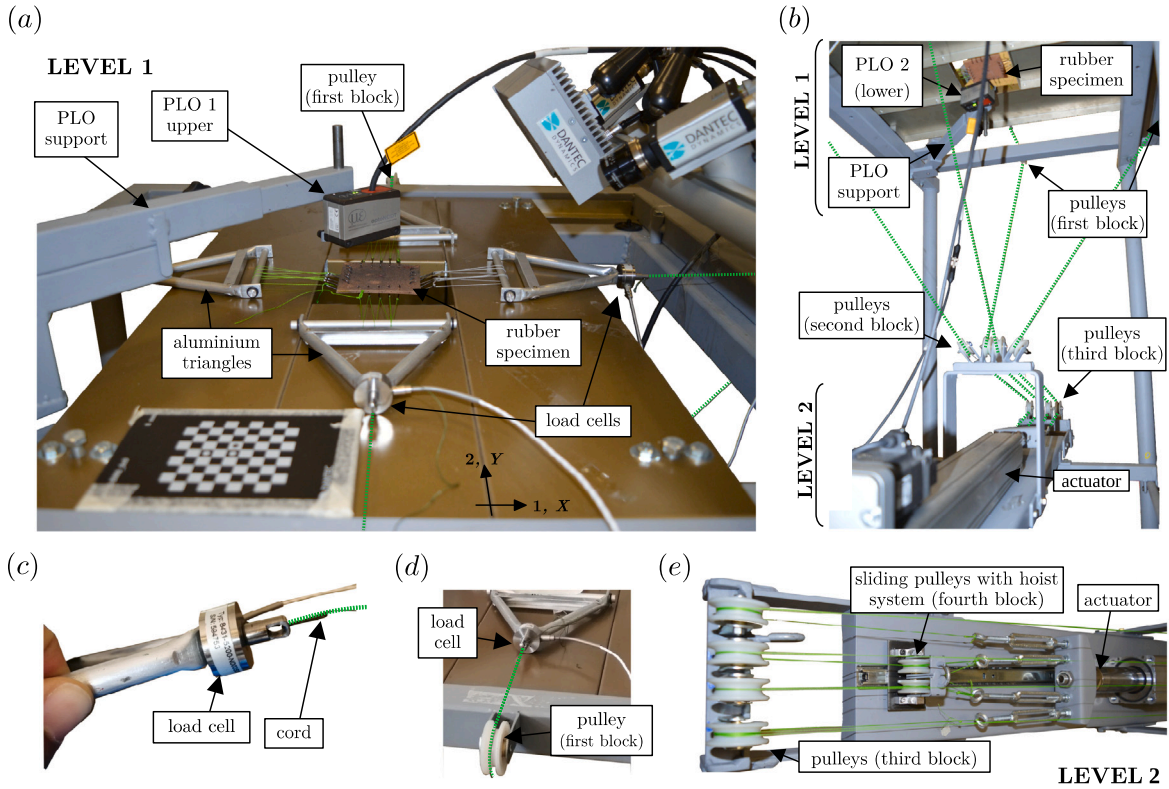 (a)
LEVEL 1
PLO
support
PLO 1
upper
pulley
(first block)
DANTEC
DYNAMICS
DANTEC
DYNAMICS
aluminium
triangles
rubber
specimen
load cells
2, Y
1, X
(b)
LEVEL 1
PLO 2
(lower)
rubber
specimen
PLO
support
pulleys
(first block)
pulleys
(second block)
pulleys
(third block)
LEVEL 2
actuator
(c)
load cell
cord
(d)
load
cell
pulley
(first block)
(e)
sliding pulleys with hoist
system (fourth block)
actuator
pulleys (third block)
LEVEL 2